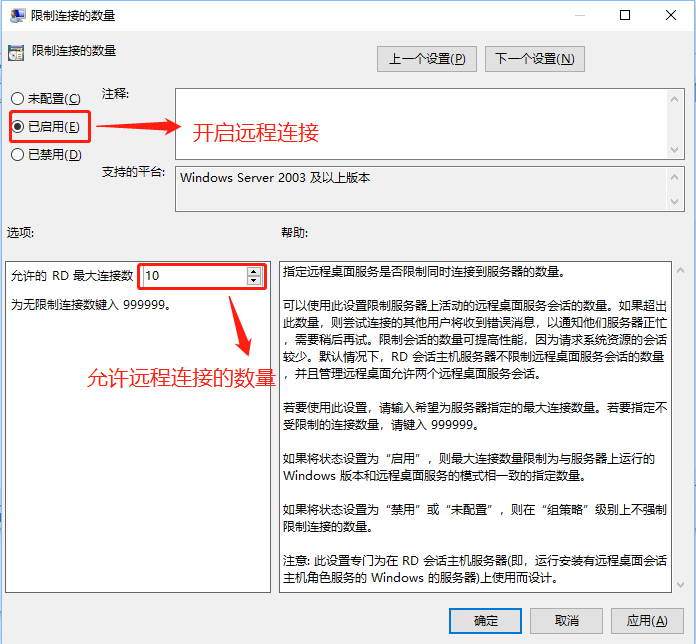 限制连接的数量
限制连接的数量
上一个设置(P)
下一个设置(N)
未配置(C)
注释:
已启用(E)
开启远程连接
已禁用(D)
支持的平台:
Windows Server 2003 及以上版本
选项:
帮助:
允许的 RD 最大连接数
10
为无限制连接数键入 999999。
允许远程连接的数量
指定远程桌面服务是否限制同时连接到服务器的数量。
可以使用此设置限制服务器上活动的远程桌面服务会话的数量。如果超出
此数量，则尝试连接的其他用户将收到错误消息，以通知他们服务器正忙
，需要稍后再试。限制会话的数量可提高性能，因为请求系统资源的会话
较少。默认情况下，RD 会话主机服务器不限制远程桌面服务会话的数量
，并且管理远程桌面允许两个远程桌面服务会话。
若要使用此设置，请输入希望为服务器指定的最大连接数量。若要指定不
受限制的连接数量，请键入 999999。
如果将状态设置为“启用”，则最大连接数量限制为与服务器上运行的
Windows 版本和远程桌面服务的模式相一致的指定数量。
如果将状态设置为“禁用”或“未配置”，则在“组策略”级别上不强制
限制连接的数量。
注意: 此设置专门为在 RD 会话主机服务器(即，运行安装有远程桌面会话
主机角色服务的 Windows 的服务器)上使用而设计。
确定
取消
应用(A)